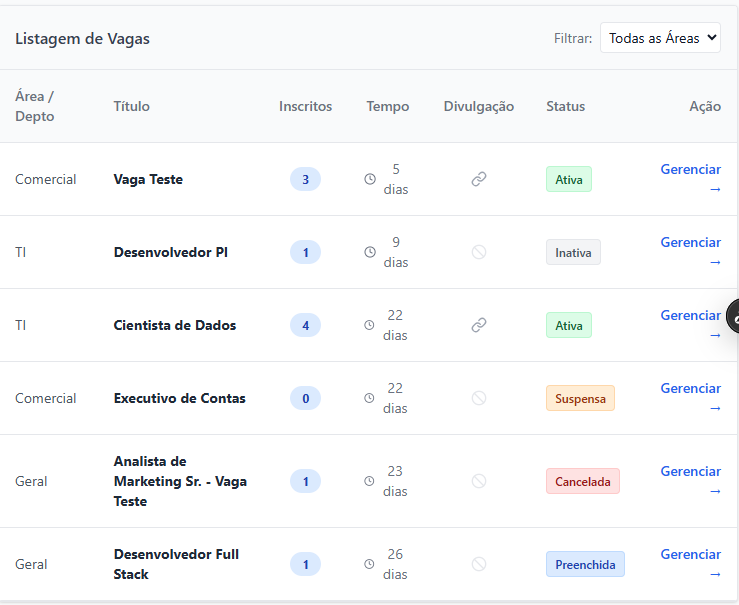 Listagem de Vagas
Filtrar: Todas as Áreas
Área / Depto Título Inscritos Tempo Divulgação Status Ação
Comercial Vaga Teste 3 5 dias Ativa Gerenciar →
TI Desenvolvedor PI 1 9 dias Inativa Gerenciar →
TI Cientista de Dados 4 22 dias Ativa Gerenciar →
Comercial Executivo de Contas 0 22 dias Suspensa Gerenciar →
Geral Analista de Marketing Sr. - Vaga Teste 1 23 dias Cancelada Gerenciar →
Geral Desenvolvedor Full Stack 1 26 dias Preenchida Gerenciar →